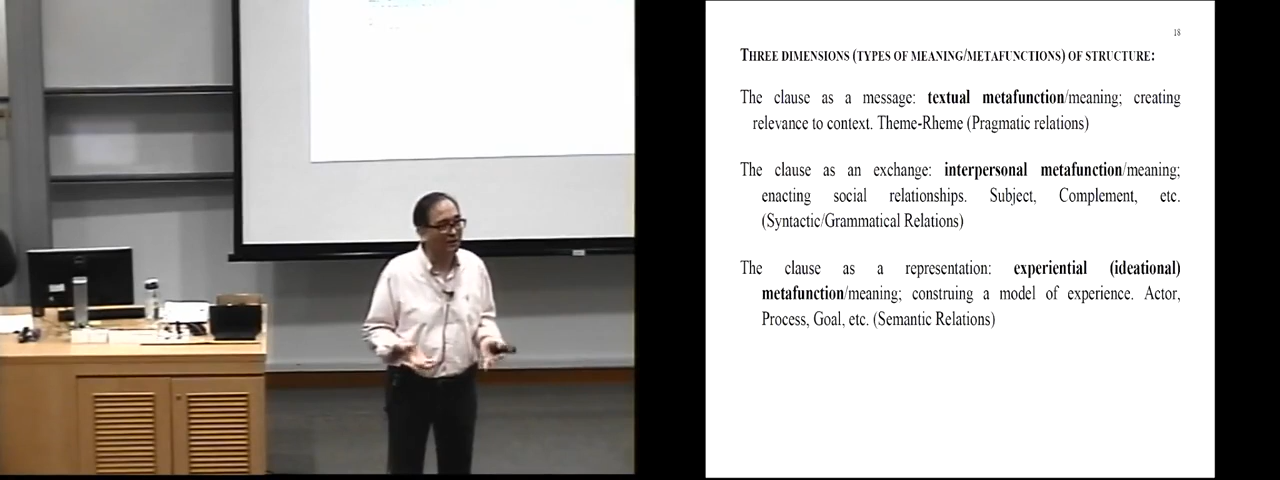 18
THREE DIMENSIONS (TYPES OF MEANING/METAFUNCTIONS) OF STRUCTURE:
The clause as a message: textual metafunction/meaning; creating
relevance to context. Theme-Rheme (Pragmatic relations)
The clause as an exchange: interpersonal metafunction/meaning;
enacting social relationships. Subject, Complement, etc.
(Syntactic/Grammatical Relations)
The clause as a representation: experiential (ideational)
metafunction/meaning; construing a model of experience. Actor,
Process, Goal, etc. (Semantic Relations)